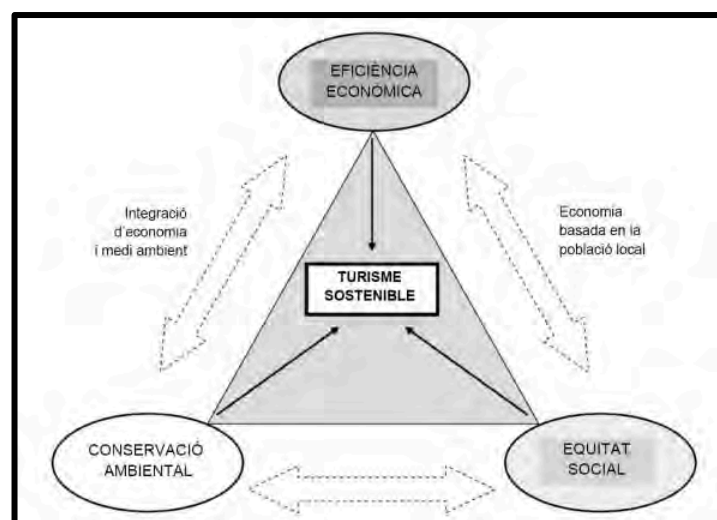 EFICIÈNCIA
ECONÒMICA
Integració
d'economia
i medi ambient
Economia
basada en la
població local
TURISME
SOSTENIBLE
CONSERVACIÓ
AMBIENTAL
EQUITAT
SOCIAL